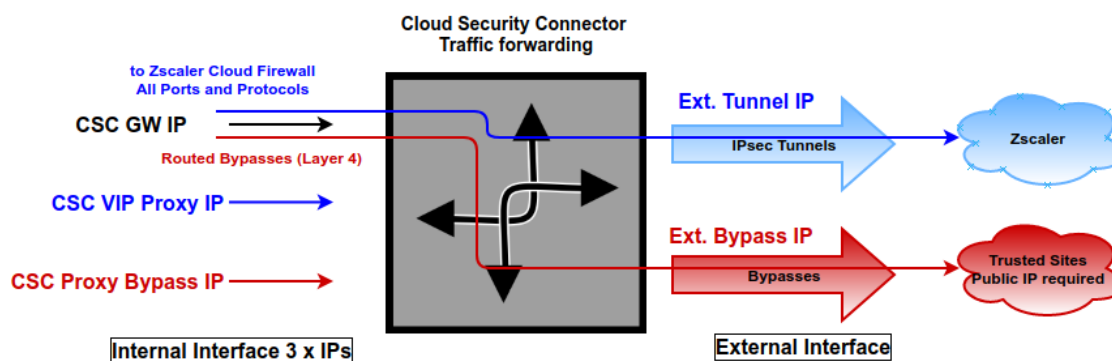 Cloud Security Connector
Traffic forwarding
to Zscaler Cloud Firewall
All Ports and Protocols
CSC GW IP
Routed Bypasses (Layer 4)
CSC VIP Proxy IP
CSC Proxy Bypass IP
Internal Interface 3 x IPs
Ext. Tunnel IP
IPsec Tunnels
Zscaler
Ext. Bypass IP
Bypasses
Trusted Sites
Public IP required
External Interface